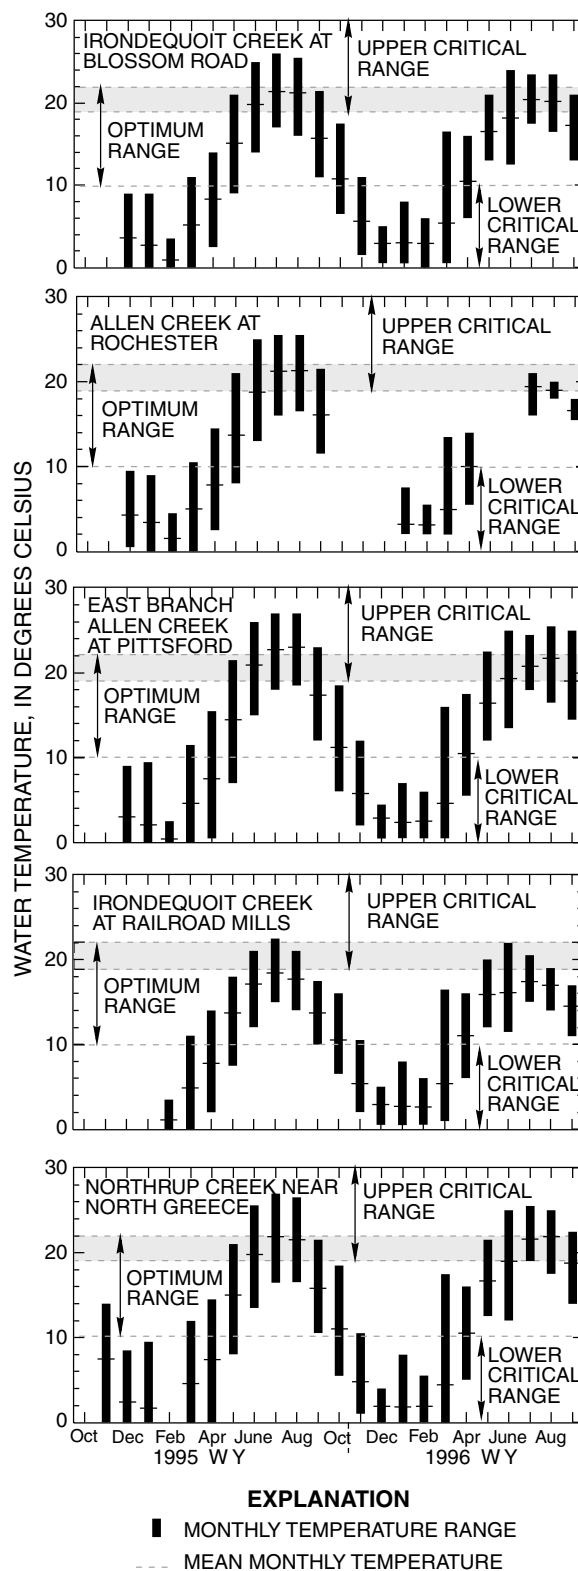 WATER TEMPERATURE, IN DEGREES CELSIUS
30
IRONDEQUOIT CREEK AT
BLOSSOM ROAD
UPPER CRITICAL
RANGE
20
OPTIMUM
RANGE
10
LOWER
CRITICAL
RANGE
0
30
ALLEN CREEK AT
ROCHESTER
UPPER CRITICAL
RANGE
20
OPTIMUM
RANGE
10
LOWER
CRITICAL
RANGE
0
30
EAST BRANCH
ALLEN CREEK
AT PITTSFORD
UPPER CRITICAL
RANGE
20
OPTIMUM
RANGE
10
LOWER
CRITICAL
RANGE
0
30
IRONDEQUOIT CREEK
AT RAILROAD MILLS
UPPER CRITICAL
RANGE
20
OPTIMUM
RANGE
10
LOWER
CRITICAL
RANGE
0
30
NORTHRUP CREEK NEAR
NORTH GREECE
UPPER CRITICAL
RANGE
20
OPTIMUM
RANGE
10
LOWER
CRITICAL
RANGE
0
Oct Dec Feb Apr June Aug Oct Dec Feb Apr June Aug
1995 WY 1996 WY
EXPLANATION
MONTHLY TEMPERATURE RANGE
MEAN MONTHLY TEMPERATURE